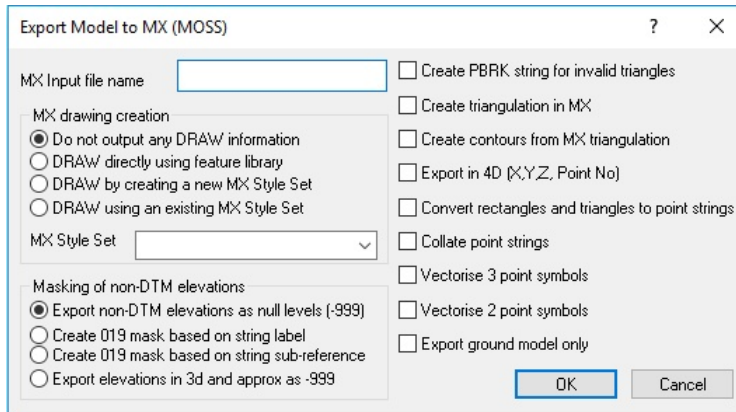 Export Model to MX (MOSS)
? X
MX Input file name
MX drawing creation
Do not output any DRAW information
DRAW directly using feature library
DRAW by creating a new MX Style Set
DRAW using an existing MX Style Set
MX Style Set
Masking of non-DTM elevations
Export non-DTM elevations as null levels (-999)
Create 019 mask based on string label
Create 019 mask based on string sub-reference
Export elevations in 3d and approx as -999
Create PBRK string for invalid triangles
Create triangulation in MX
Create contours from MX triangulation
Export in 4D (X,Y,Z, Point No)
Convert rectangles and triangles to point strings
Collate point strings
Vectorise 3 point symbols
Vectorise 2 point symbols
Export ground model only
OK Cancel